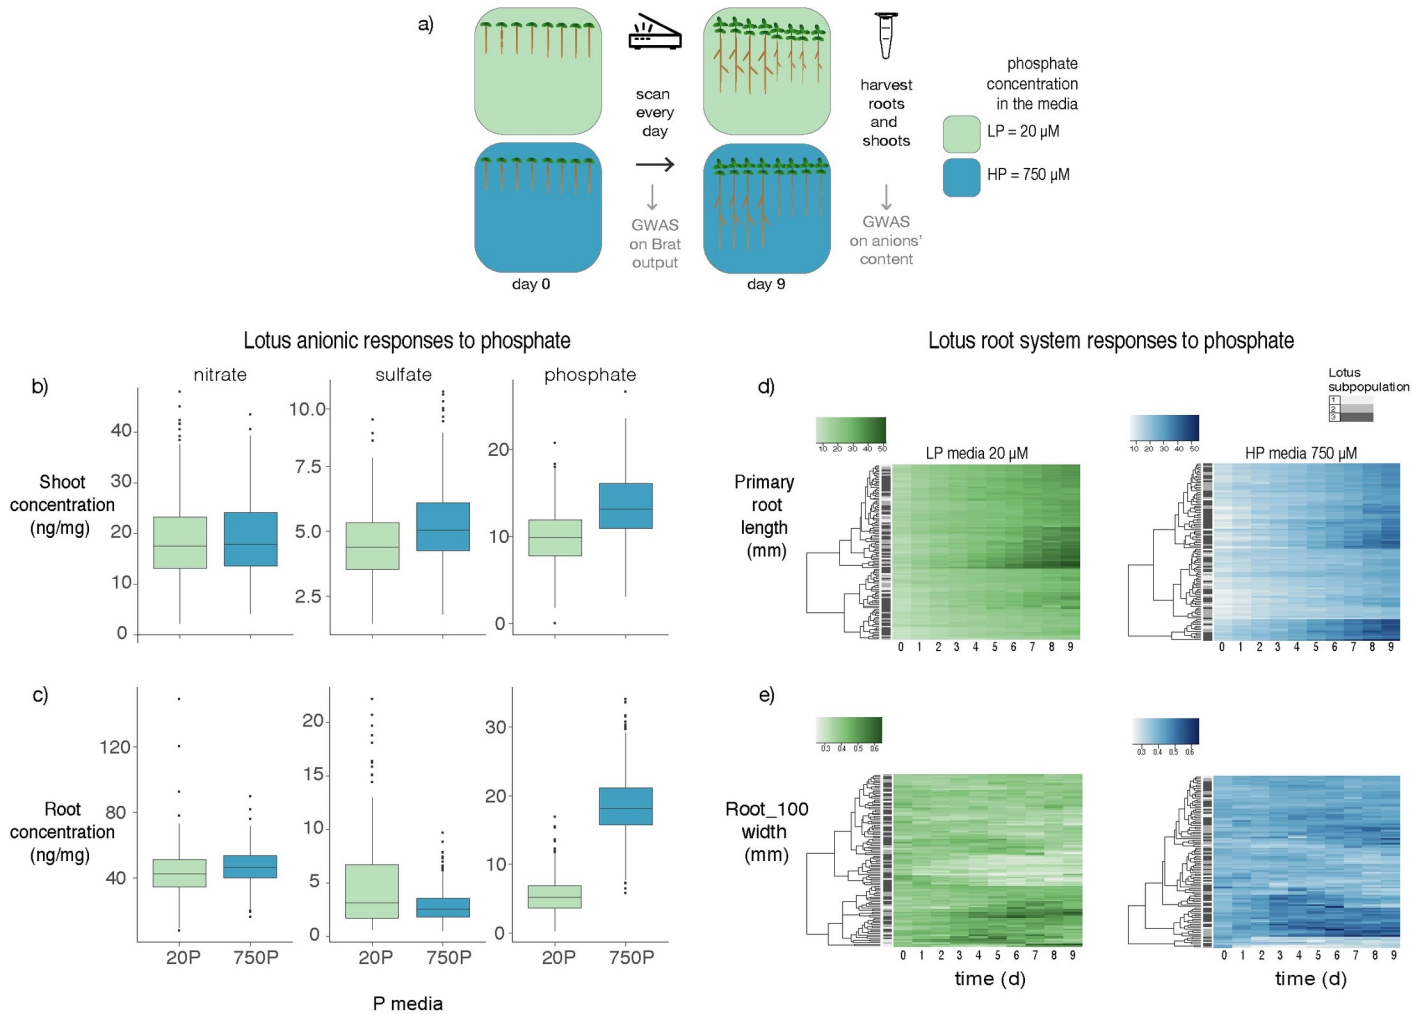 a)
scan
every
day
GWAS
on Brat
output
day 0
day 9
harvest
roots
and
shoots
GWAS
on anions'
content
phosphate
concentration
in the media
LP = 20 µM
HP = 750 µM
Lotus anionic responses to phosphate
b)
nitrate
sulfate
phosphate
Shoot
concentration
(ng/mg)
40
30
20
10
0
10.0
7.5
5.0
2.5
20
10
0
c)
Root
concentration
(ng/mg)
120
80
40
20
15
10
5
0
30
20
10
0
20P 750P
20P 750P
20P 750P
P media
Lotus root system responses to phosphate
d)
Lotus
subpopulation
1
2
3
10 20 30 40 50
LP media 20 µM
10 20 30 40 50
HP media 750 µM
Primary
root
length
(mm)
0 1 2 3 4 5 6 7 8 9
0 1 2 3 4 5 6 7 8 9
e)
0.3 0.4 0.5 0.6
0.3 0.4 0.5 0.6
Root_100
width
(mm)
0 1 2 3 4 5 6 7 8 9
0 1 2 3 4 5 6 7 8 9
time (d)
time (d)